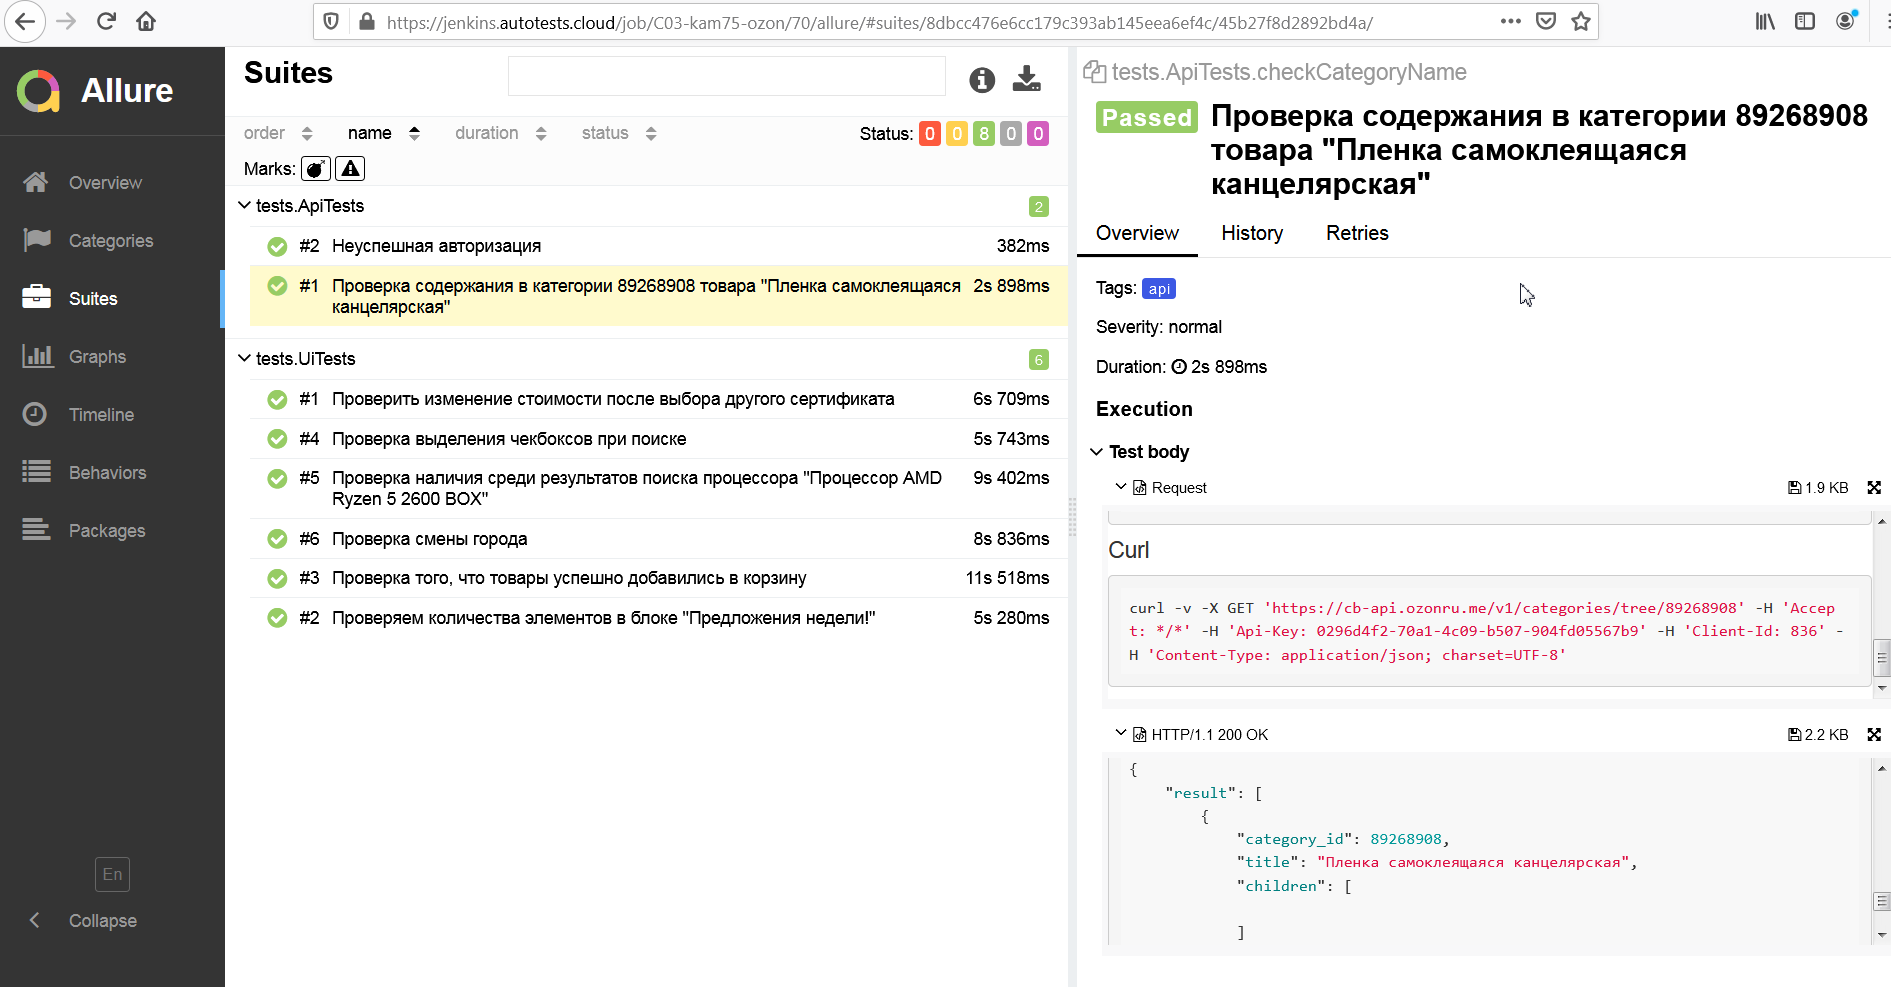 https://jenkins.autotests.cloud/job/C03-kam75-ozon/70/allure/#suites/8dbcc476e6cc179c393ab145eea6ef4c/45b27f8d2892bd4a/
Allure
Overview
Categories
Suites
Graphs
Timeline
Behaviors
Packages
En
Collapse
Suites
order name duration status
Status: 0 0 8 0 0
Marks:
tests.ApiTests 2
#2 Неуспешная авторизация 382ms
#1 Проверка содержания в категории 89268908 товара "Пленка самоклеящаяся 2s 898ms
канцелярская"
tests.UiTests 6
#1 Проверить изменение стоимости после выбора другого сертификата 6s 709ms
#4 Проверка выделения чекбоксов при поиске 5s 743ms
#5 Проверка наличия среди результатов поиска процессора "Процессор AMD 9s 402ms
Ryzen 5 2600 BOX"
#6 Проверка смены города 8s 836ms
#3 Проверка того, что товары успешно добавились в корзину 11s 518ms
#2 Проверяем количества элементов в блоке "Предложения недели!" 5s 280ms
tests.ApiTests.checkCategoryName
Passed Проверка содержания в категории 89268908
товара "Пленка самоклеящаяся
канцелярская"
Overview History Retries
Tags: api
Severity: normal
Duration: 2s 898ms
Execution
Test body
Request 1.9 KB
Curl
curl -v -X GET 'https://cb-api.ozonru.me/v1/categories/tree/89268908' -H 'Accep
t: */*' -H 'Api-Key: 0296d4f2-70a1-4c09-b507-904fd05567b9' -H 'Client-Id: 836' -
H 'Content-Type: application/json; charset=UTF-8'
HTTP/1.1 200 OK 2.2 KB
{
"result": [
{
"category_id": 89268908,
"title": "Пленка самоклеящаяся канцелярская",
"children": [
]